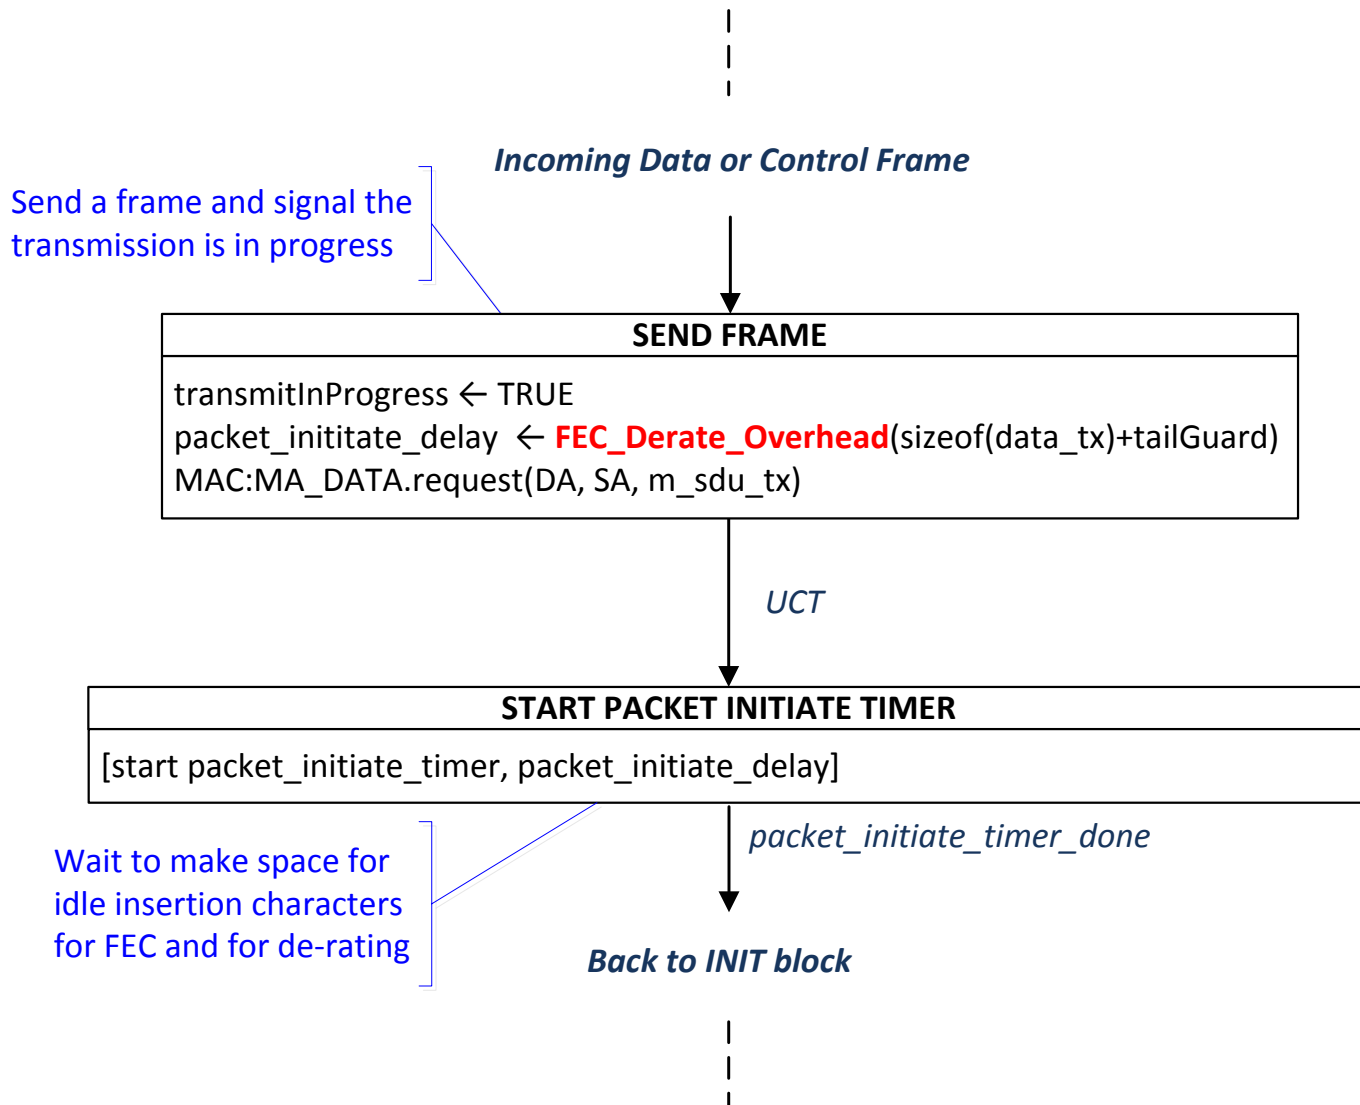 Incoming Data or Control Frame
Send a frame and signal the
transmission is in progress
SEND FRAME
transmitInProgress ← TRUE
packet_inititate_delay ← FEC_Derate_Overhead(sizeof(data_tx)+tailGuard)
MAC:MA_DATA.request(DA, SA, m_sdu_tx)
UCT
START PACKET INITIATE TIMER
[start packet_initiate_timer, packet_initiate_delay]
packet_initiate_timer_done
Wait to make space for
idle insertion characters
for FEC and for de-rating
Back to INIT block